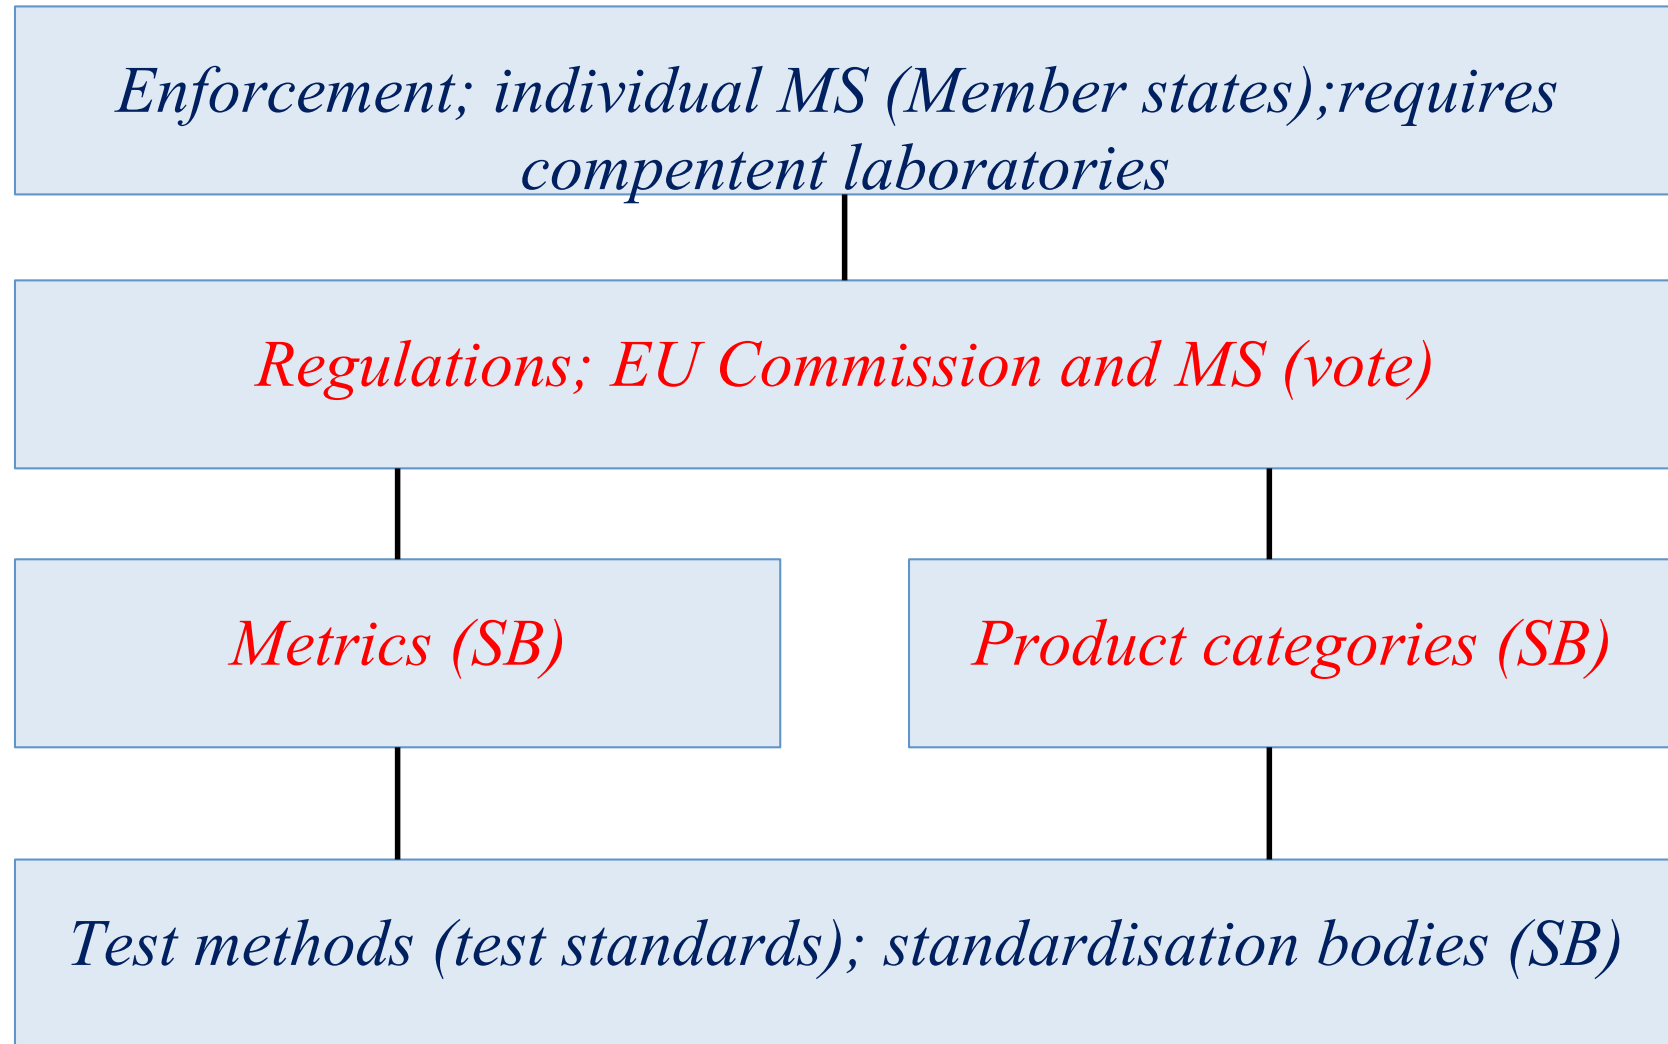 Enforcement; individual MS (Member states);requires
compentent laboratories
Regulations; EU Commission and MS (vote)
Metrics (SB)
Product categories (SB)
Test methods (test standards); standardisation bodies (SB)